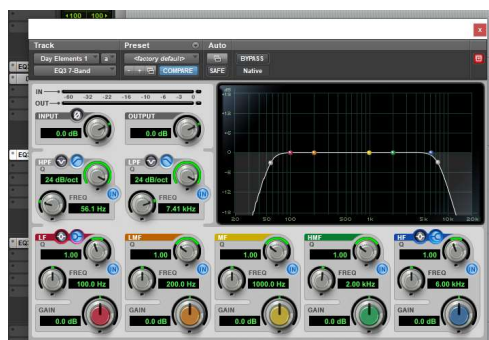 +100 100
Track Preset Auto
Day Elements 1 a <factory default>
BYPASS
EQ3 7-Band - + COMPARE SAFE Native
IN
-60 -32 -22 -16 -10 -6 -3 0
OUT
INPUT OUTPUT
0.0 dB 0.0 dB
HPF LPF
Q Q
24 dB/oct 24 dB/oct
IN IN
FREQ FREQ
56.1 Hz 7.41 kHz
dB
+18
+12
+6
0
-6
-12
-18
20 50 100 500 1k 5k 10k 20k
LF LMF MF HMF HF
Q Q Q Q Q
1.00 1.00 1.00 1.00 1.00
IN IN IN IN IN
FREQ FREQ FREQ FREQ FREQ
100.0 Hz 200.0 Hz 1000.0 Hz 2.00 kHz 6.00 kHz
GAIN GAIN GAIN GAIN GAIN
0.0 dB 0.0 dB 0.0 dB 0.0 dB 0.0 dB